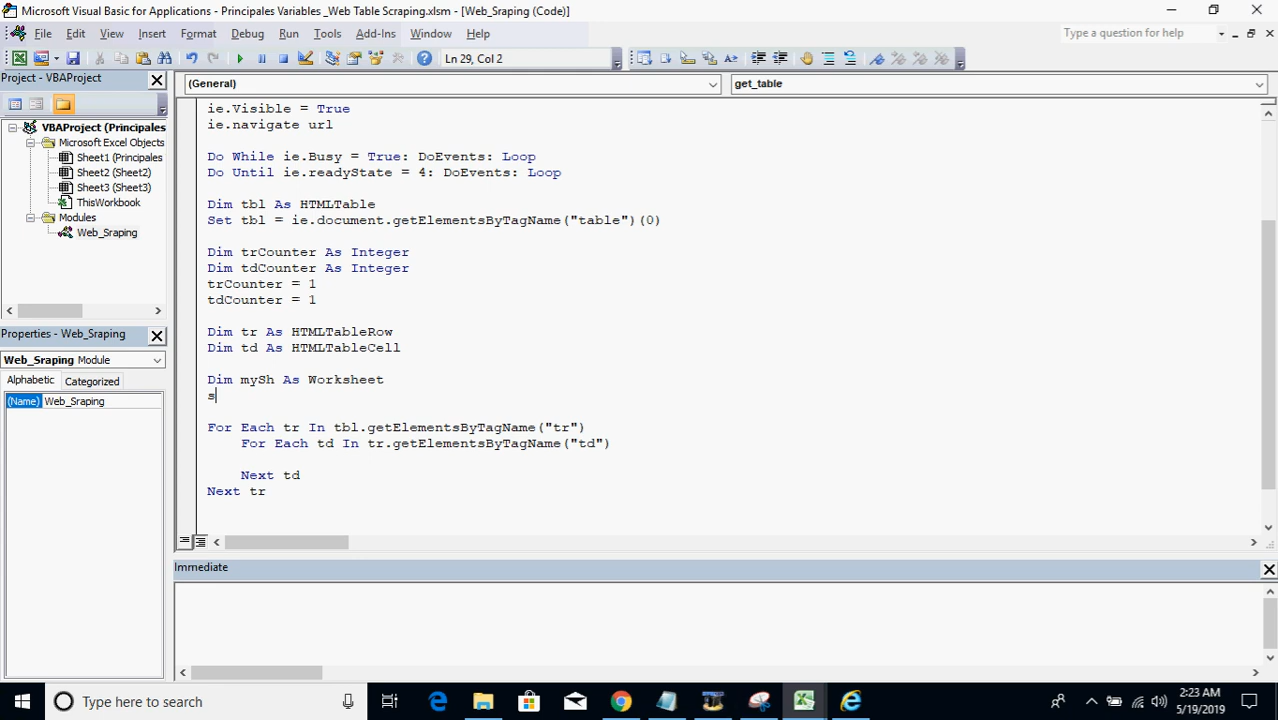 Microsoft Visual Basic for Applications - Principales Variables _Web Table Scraping.xlsm - [Web_Sraping (Code)]
File Edit View Insert Format Debug Run Tools Add-Ins Window Help
Type a question for help
Ln 29, Col 2
Project - VBAProject
(General)
get_table
VBAProject (Principales
Microsoft Excel Objects
Sheet1 (Principales
Sheet2 (Sheet2)
Sheet3 (Sheet3)
ThisWorkbook
Modules
Web_Sraping
Properties - Web_Sraping
Web_Sraping Module
Alphabetic Categorized
(Name) Web_Sraping
ie.Visible = True
ie.navigate url
Do While ie.Busy = True: DoEvents: Loop
Do Until ie.readyState = 4: DoEvents: Loop
Dim tbl As HTMLTable
Set tbl = ie.document.getElementsByTagName("table")(0)
Dim trCounter As Integer
Dim tdCounter As Integer
trCounter = 1
tdCounter = 1
Dim tr As HTMLTableRow
Dim td As HTMLTableCell
Dim mySh As Worksheet
s
For Each tr In tbl.getElementsByTagName("tr")
For Each td In tr.getElementsByTagName("td")
Next td
Next tr
Immediate
Type here to search
2:23 AM
5/19/2019